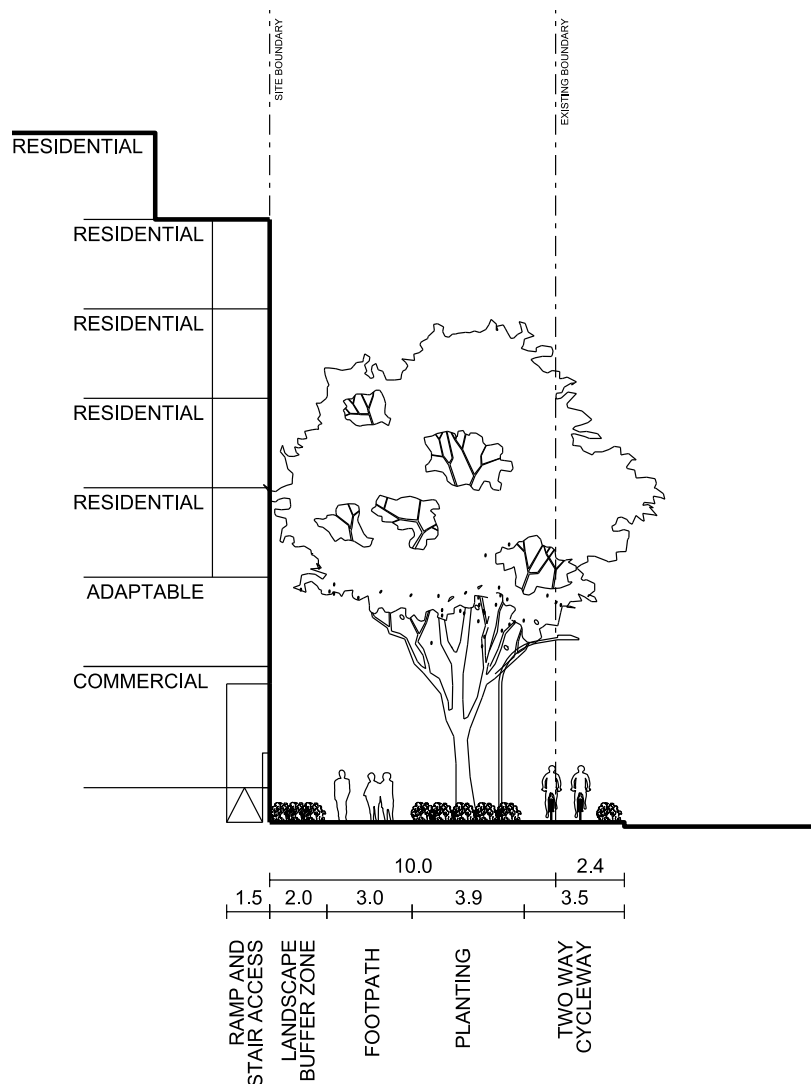 SITE BOUNDARY
EXISTING BOUNDARY
RESIDENTIAL
RESIDENTIAL
RESIDENTIAL
RESIDENTIAL
RESIDENTIAL
ADAPTABLE
COMMERCIAL
10.0
2.4
1.5
2.0
3.0
3.9
3.5
RAMP AND
STAIR ACCESS
LANDSCAPE
BUFFER ZONE
FOOTPATH
PLANTING
TWO WAY
CYCLEWAY